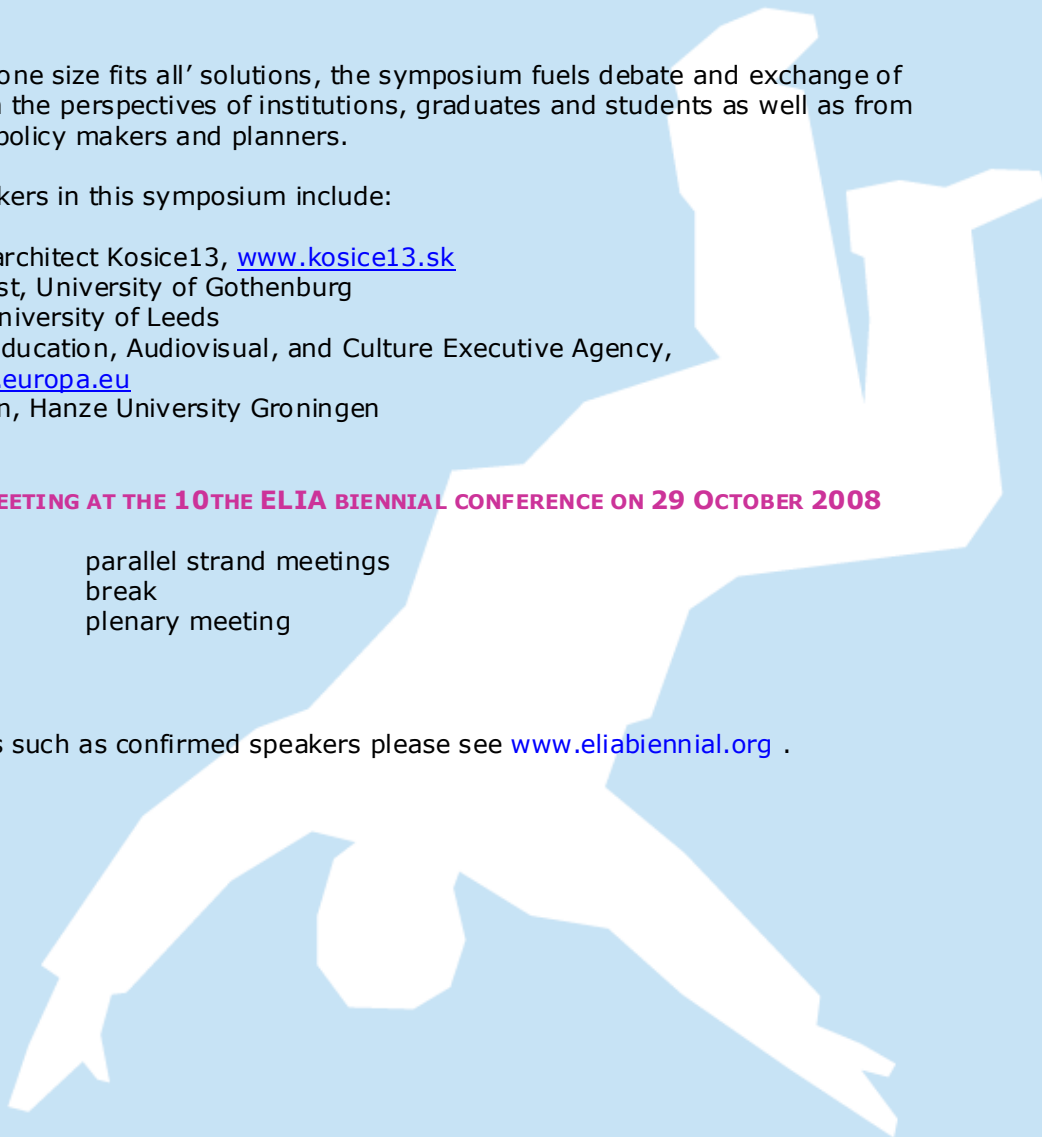 one size fits all’ solutions, the symposium fuels debate and exchange of
the perspectives of institutions, graduates and students as well as from
policy makers and planners.
kers in this symposium include:
architect Kosice13, www.kosice13.sk
st, University of Gothenburg
niversity of Leeds
ducation, Audiovisual, and Culture Executive Agency,
.europa.eu
n, Hanze University Groningen
EETING AT THE 10THE ELIA BIENNIAL CONFERENCE ON 29 OCTOBER 2008
parallel strand meetings
break
plenary meeting
s such as confirmed speakers please see www.eliabiennial.org .